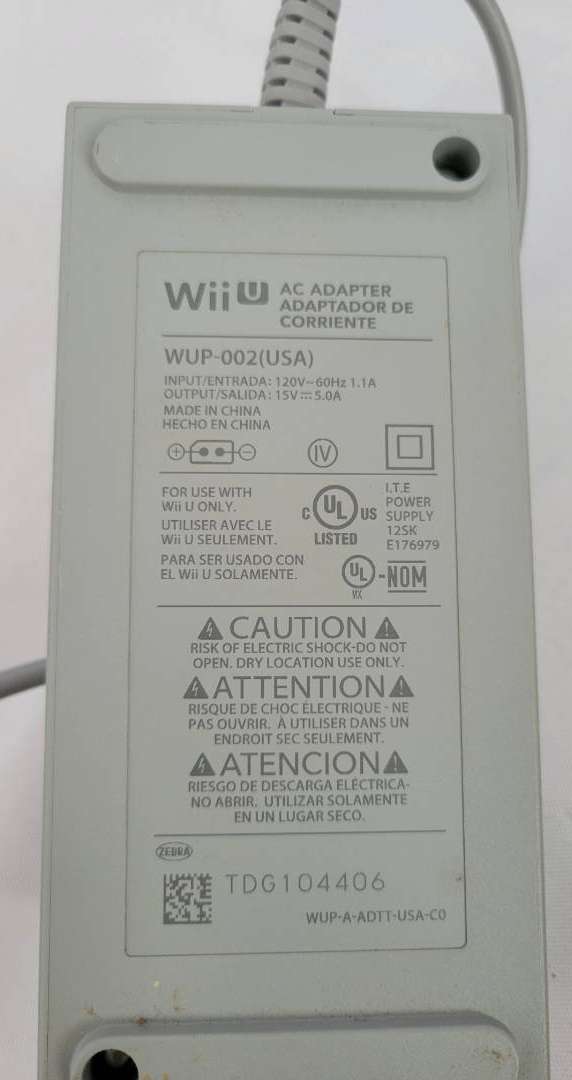 Wii U AC ADAPTER
ADAPTADOR DE
CORRIENTE
WUP-002(USA)
INPUT/ENTRADA: 120V~60Hz 1.1A
OUTPUT/SALIDA: 15V⎓5.0A
MADE IN CHINA
HECHO EN CHINA
IV
FOR USE WITH
Wii U ONLY.
UTILISER AVEC LE
Wii U SEULEMENT.
PARA SER USADO CON
EL Wii U SOLAMENTE.
C UL US
LISTED
I.T.E
POWER
SUPPLY
12SK
E176979
UL-NOM
MX
CAUTION
RISK OF ELECTRIC SHOCK-DO NOT
OPEN. DRY LOCATION USE ONLY.
ATTENTION
RISQUE DE CHOC ÉLECTRIQUE - NE
PAS OUVRIR. À UTILISER DANS UN
ENDROIT SEC SEULEMENT.
ATENCION
RIESGO DE DESCARGA ELÉCTRICA-
NO ABRIR. UTILIZAR SOLAMENTE
EN UN LUGAR SECO.
ZEBRA
TDG104406
WUP-A-ADTT-USA-C0